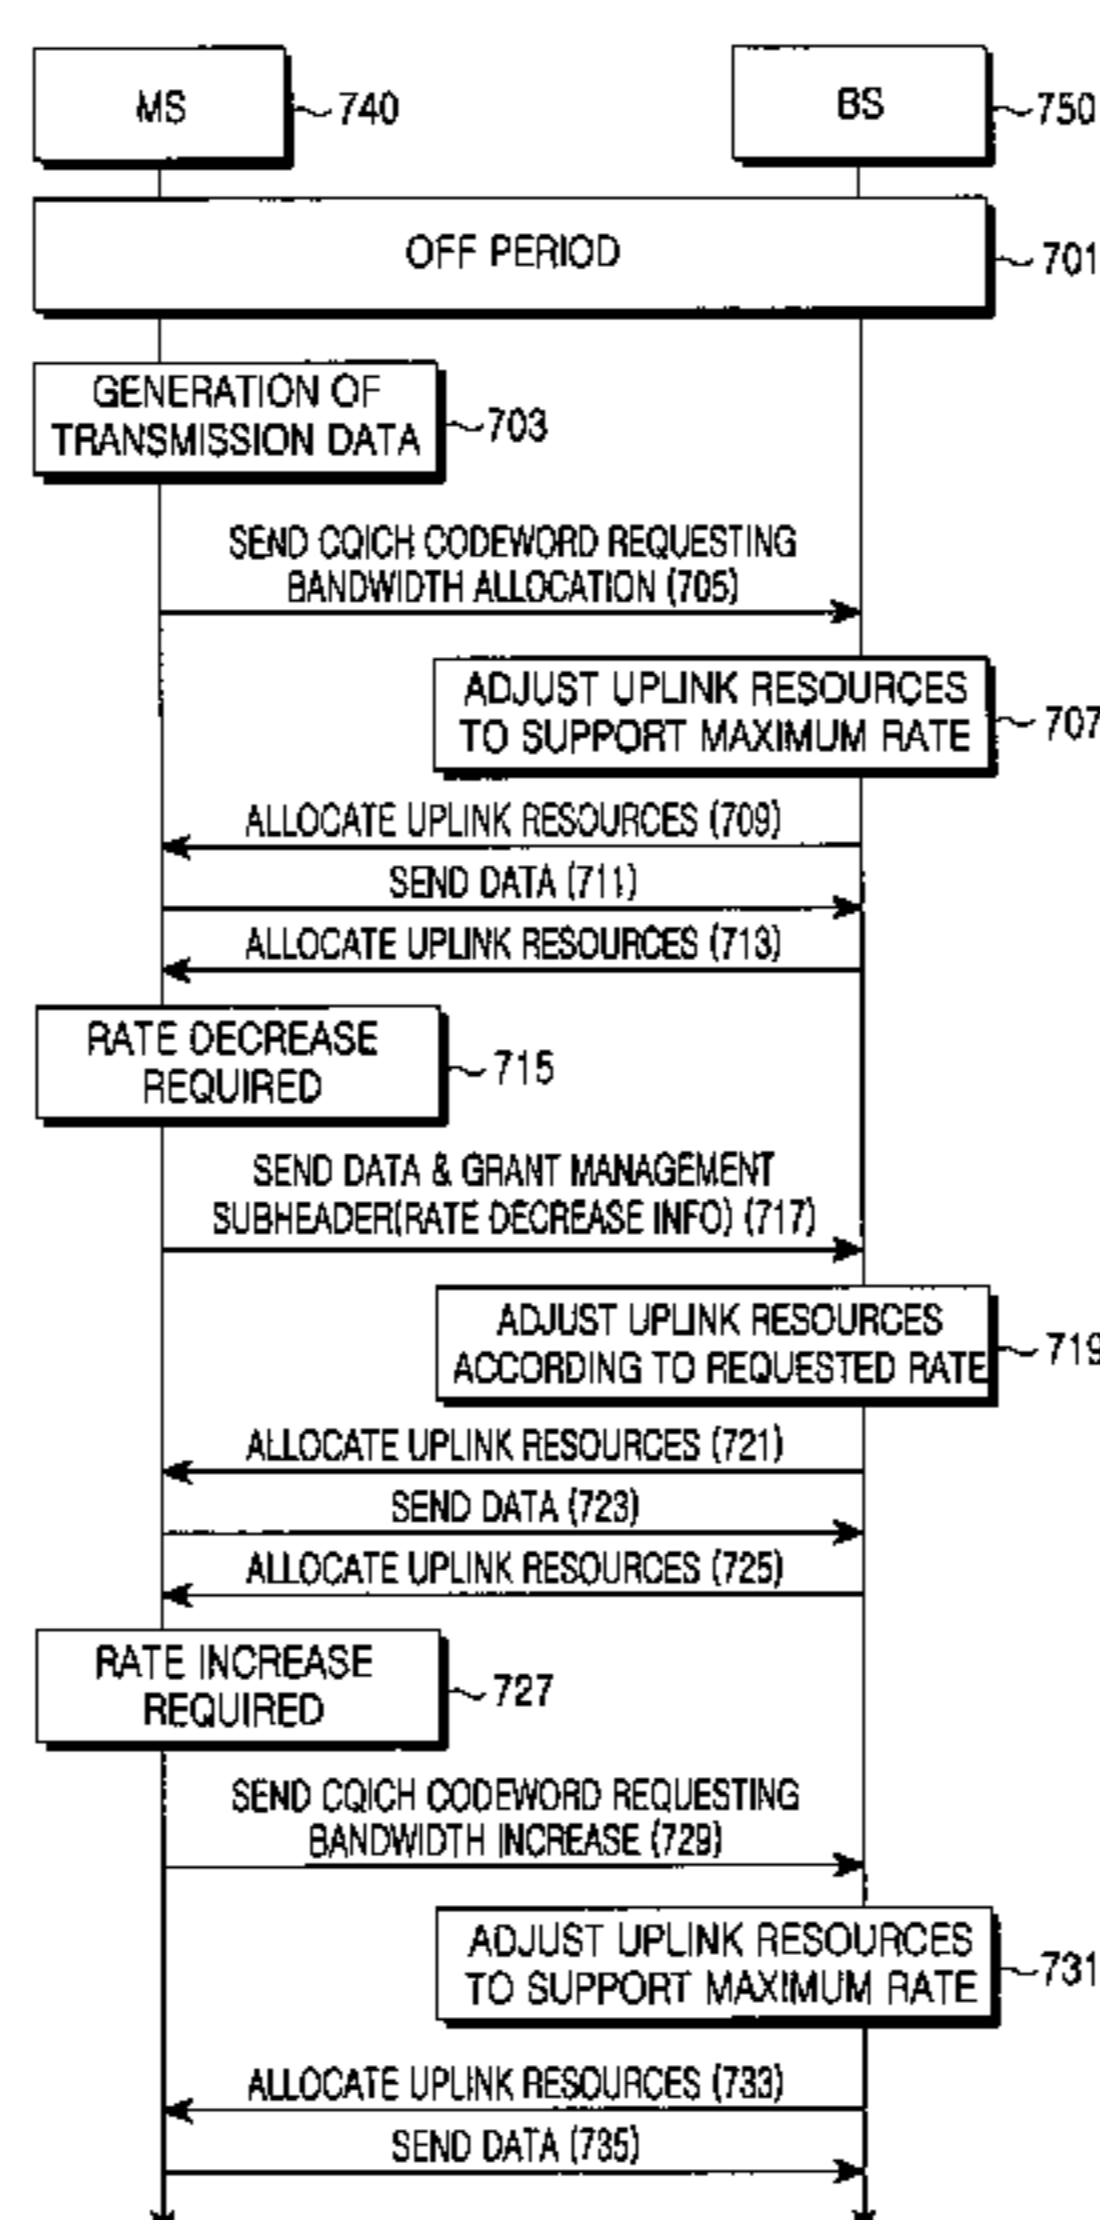 MS
740
BS
750
OFF PERIOD
701
GENERATION OF
TRANSMISSION DATA
703
SEND CQICH CODEWORD REQUESTING
BANDWIDTH ALLOCATION (705)
ADJUST UPLINK RESOURCES
TO SUPPORT MAXIMUM RATE
707
ALLOCATE UPLINK RESOURCES (709)
SEND DATA (711)
ALLOCATE UPLINK RESOURCES (713)
RATE DECREASE
REQUIRED
715
SEND DATA & GRANT MANAGEMENT
SUBHEADER(RATE DECREASE INFO) (717)
ADJUST UPLINK RESOURCES
ACCORDING TO REQUESTED RATE
719
ALLOCATE UPLINK RESOURCES (721)
SEND DATA (723)
ALLOCATE UPLINK RESOURCES (725)
RATE INCREASE
REQUIRED
727
SEND CQICH CODEWORD REQUESTING
BANDWIDTH INCREASE (729)
ADJUST UPLINK RESOURCES
TO SUPPORT MAXIMUM RATE
731
ALLOCATE UPLINK RESOURCES (733)
SEND DATA (735)